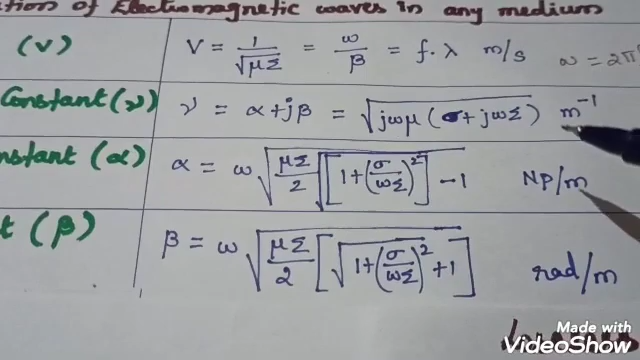 tion of Electromagnetic waves in any medium
(v) V = 1/√με = ω/β = f.λ m/s ω = 2π
Constant (γ) γ = α+jβ = √jωμ(σ+jωε) m⁻¹
nstant (α) α = ω√με/2 √[1+(σ/ωε)²] -1 NP/m
t (β) β = ω√με/2 [√1+(σ/ωε)² +1] rad/m
Made with
VideoShow